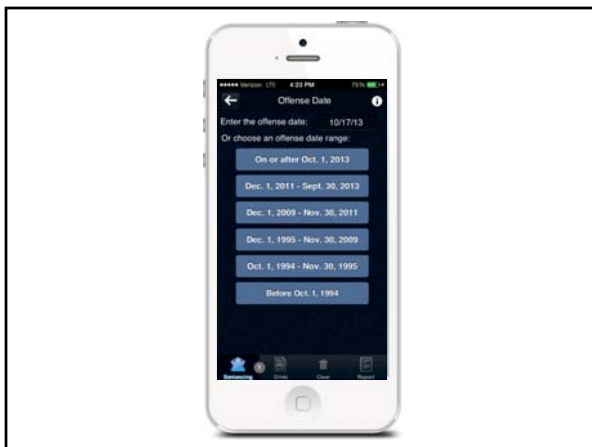 Verizon LTE 4:23 PM 75%
Offense Date
Enter the offense date: 10/17/13
Or choose an offense date range:
On or after Oct. 1, 2013
Dec. 1, 2011 - Sept. 30, 2013
Dec. 1, 2009 - Nov. 30, 2011
Dec. 1, 1995 - Nov. 30, 2009
Oct. 1, 1994 - Nov. 30, 1995
Before Oct. 1, 1994
Sentencing Grids Clear Report